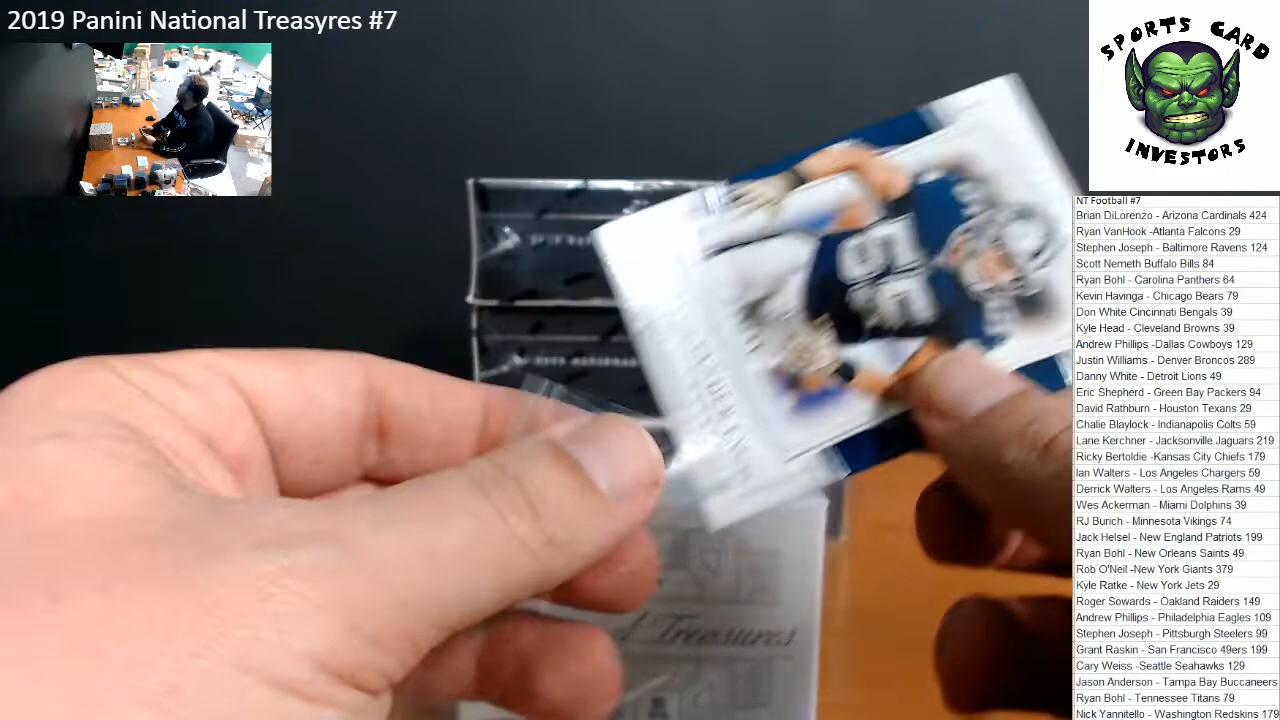 2019 Panini National Treasyres #7
SPORTS CARD
INVESTORS
NT Football #7
Brian DiLorenzo - Arizona Cardinals 424
Ryan VanHook -Atlanta Falcons 29
Stephen Joseph - Baltimore Ravens 124
Scott Nemeth Buffalo Bills 84
Ryan Bohl - Carolina Panthers 64
Kevin Havinga - Chicago Bears 79
Don White Cincinnati Bengals 39
Kyle Head - Cleveland Browns 39
Andrew Phillips -Dallas Cowboys 129
Justin Williams - Denver Broncos 289
Danny White - Detroit Lions 49
Eric Shepherd - Green Bay Packers 94
David Rathburn - Houston Texans 29
Chalie Blaylock - Indianapolis Colts 59
Lane Kerchner - Jacksonville Jaguars 219
Ricky Bertoldie -Kansas City Chiefs 179
Ian Walters - Los Angeles Chargers 59
Derrick Walters - Los Angeles Rams 49
Wes Ackerman - Miami Dolphins 39
RJ Burich - Minnesota Vikings 74
Jack Helsel - New England Patriots 199
Ryan Bohl - New Orleans Saints 49
Rob O'Neil -New York Giants 379
Kyle Ratke - New York Jets 29
Roger Sowards - Oakland Raiders 149
Andrew Phillips - Philadelphia Eagles 109
Stephen Joseph - Pittsburgh Steelers 99
Grant Raskin - San Francisco 49ers 199
Cary Weiss -Seattle Seahawks 129
Jason Anderson - Tampa Bay Buccaneers
Ryan Bohl - Tennessee Titans 79
Nick Yannitello - Washington Redskins 179
Treasures